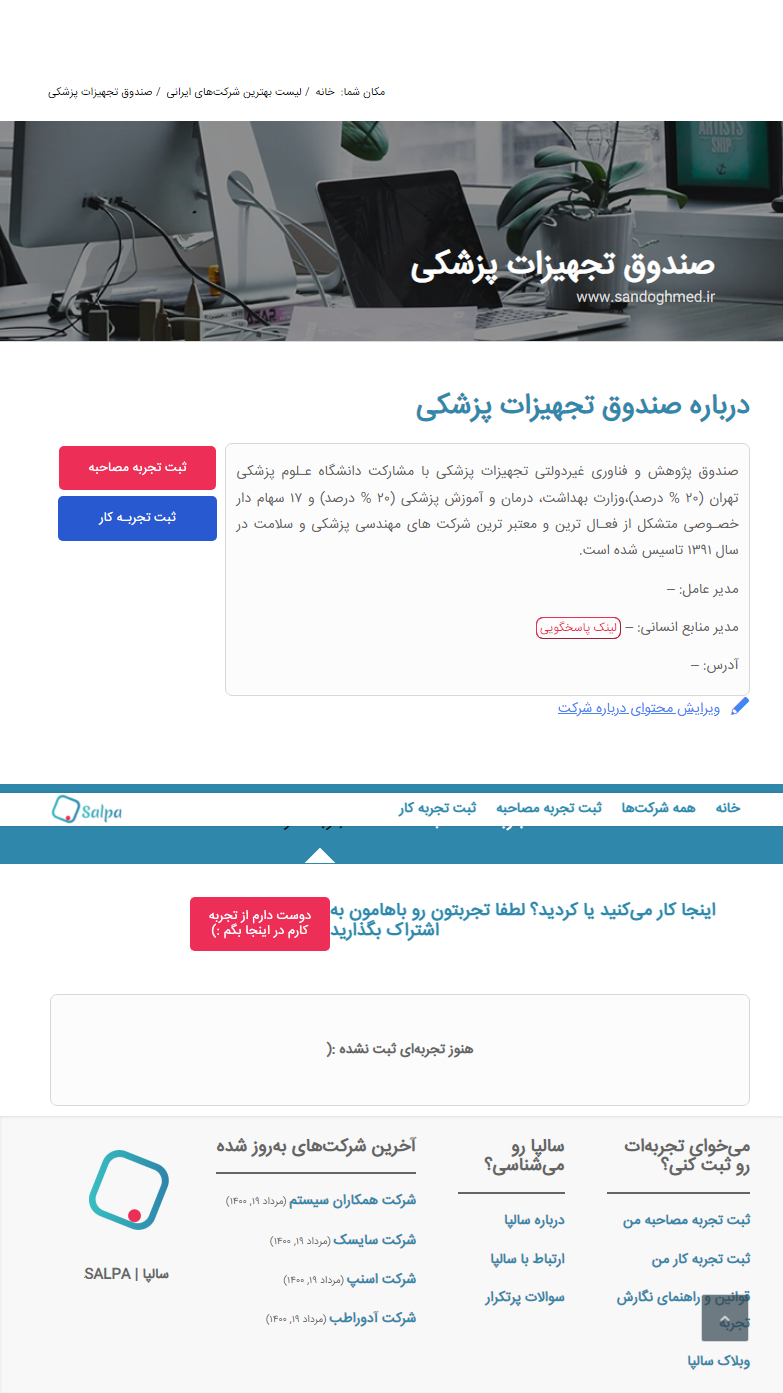 مکان شما: خانه / لیست بهترین شرکت‌های ایرانی / صندوق تجهیزات پزشکی
ARTISTS
SHIP
صندوق تجهیزات پزشکی
www.sandoghmed.ir
درباره صندوق تجهیزات پزشکی
صندوق پژوهش و فناوری غیردولتی تجهیزات پزشکی با مشارکت دانشگاه علوم پزشکی
تهران (۲۰ % درصد)،وزارت بهداشت، درمان و آموزش پزشکی (۲۰ % درصد) و ۱۷ سهام دار
خصوصی متشکل از فعال ترین و معتبر ترین شرکت های مهندسی پزشکی و سلامت در
سال ۱۳۹۱ تاسیس شده است.
مدیر عامل: –
مدیر منابع انسانی: – لینک پاسخگویی
آدرس: –
ویرایش محتوای درباره شرکت
ثبت تجربه مصاحبه
ثبت تجربـه کار
خانه همه شرکت‌ها ثبت تجربه مصاحبه ثبت تجربه کار
Salpa
اینجا کار می‌کنید یا کردید؟ لطفا تجربتون رو باهامون به
اشتراک بگذارید
دوست دارم از تجربه
کارم در اینجا بگم :)
هنوز تجربه‌ای ثبت نشده :(
می‌خوای تجربه‌ات
رو ثبت کنی؟
ثبت تجربه مصاحبه من
ثبت تجربه کار من
قوانین و راهنمای نگارش
تجربه
وبلاک سالپا
سالپا رو
می‌شناسی؟
درباره سالپا
ارتباط با سالپا
سوالات پرتکرار
آخرین شرکت‌های به‌روز شده
شرکت همکاران سیستم (مرداد ۱۹, ۱۴۰۰)
شرکت سایسک (مرداد ۱۹, ۱۴۰۰)
شرکت اسنپ (مرداد ۱۹, ۱۴۰۰)
شرکت آدوراطب (مرداد ۱۹, ۱۴۰۰)
سالپا | SALPA